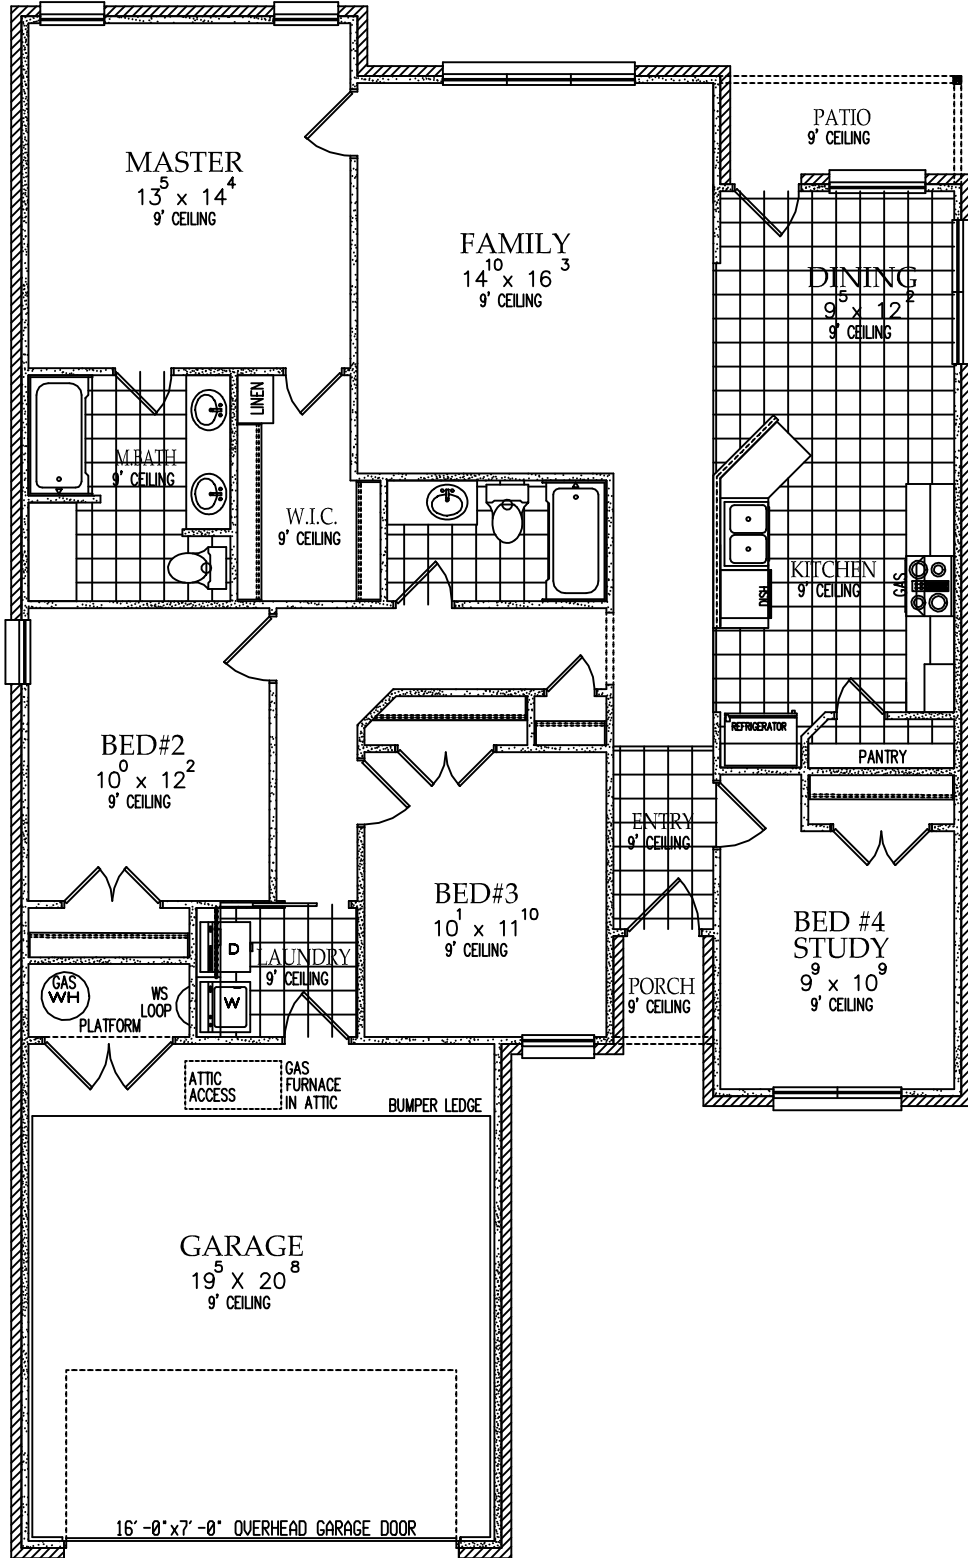 PATIO
9' CEILING
MASTER
13⁵ x 14⁴
9' CEILING
FAMILY
14¹⁰ x 16³
9' CEILING
DINING
9⁵ x 12²
9' CEILING
LINEN
M.BATH
9' CEILING
W.I.C.
9' CEILING
KITCHEN
9' CEILING
GAS
DISH
REFRIGERATOR
PANTRY
BED#2
10⁰ x 12²
9' CEILING
ENTRY
9' CEILING
BED#3
10¹ x 11¹⁰
9' CEILING
BED #4
STUDY
9⁹ x 10⁹
9' CEILING
D
W
LAUNDRY
9' CEILING
PORCH
9' CEILING
GAS
WH
WS
LOOP
PLATFORM
ATTIC
ACCESS
GAS
FURNACE
IN ATTIC
BUMPER LEDGE
GARAGE
19⁵ X 20⁸
9' CEILING
16'-0"x7'-0" OVERHEAD GARAGE DOOR